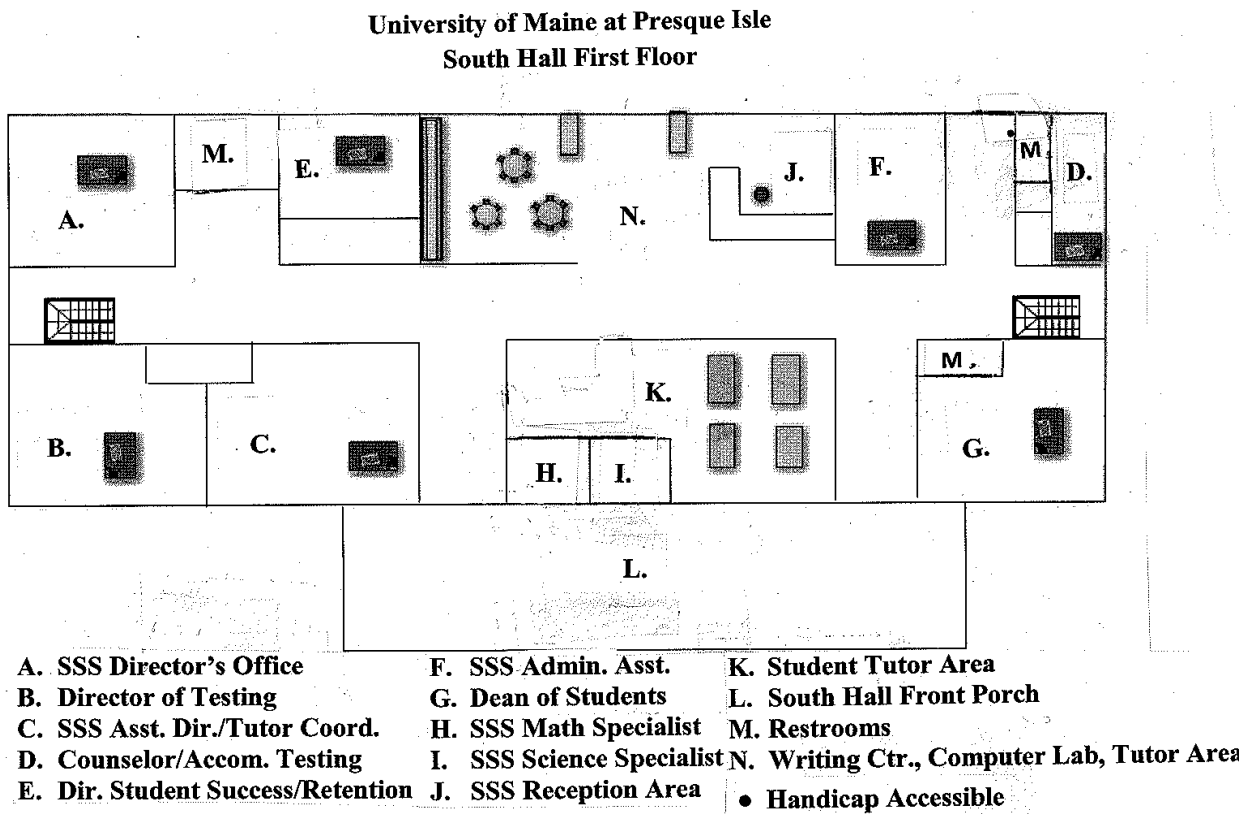 University of Maine at Presque Isle
South Hall First Floor
M.
E.
A.
N.
J.
F.
M
D.
B.
C.
K.
H.
I.
M.
G.
L.
A. SSS Director's Office
B. Director of Testing
C. SSS Asst. Dir./Tutor Coord.
D. Counselor/Accom. Testing
E. Dir. Student Success/Retention
F. SSS Admin. Asst.
G. Dean of Students
H. SSS Math Specialist
I. SSS Science Specialist
J. SSS Reception Area
K. Student Tutor Area
L. South Hall Front Porch
M. Restrooms
N. Writing Ctr., Computer Lab, Tutor Area
• Handicap Accessible